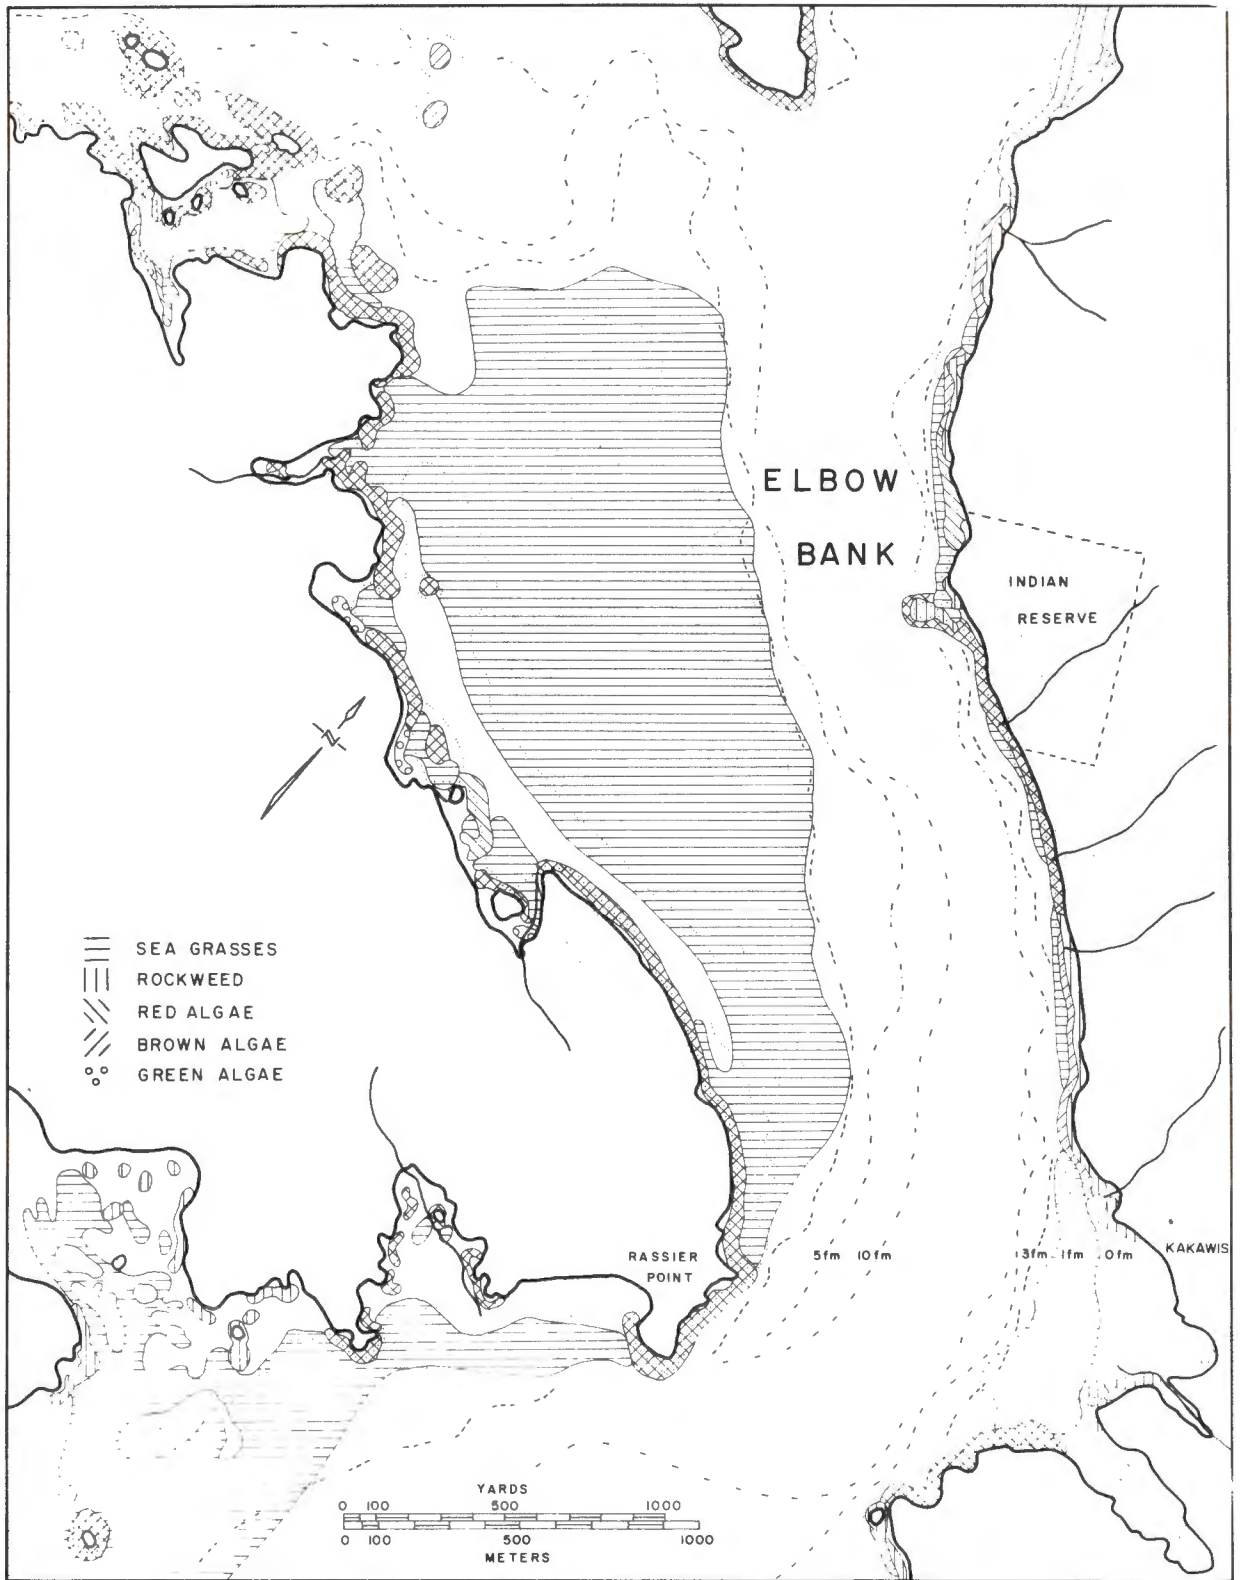 ELBOW
BANK
INDIAN
RESERVE
N
SEA GRASSES
ROCKWEED
RED ALGAE
BROWN ALGAE
GREEN ALGAE
RASSIER
POINT
5fm 10fm
3fm 1fm 0fm
KAKAWIS
YARDS
0 100 500 1000
0 100 500 1000
METERS